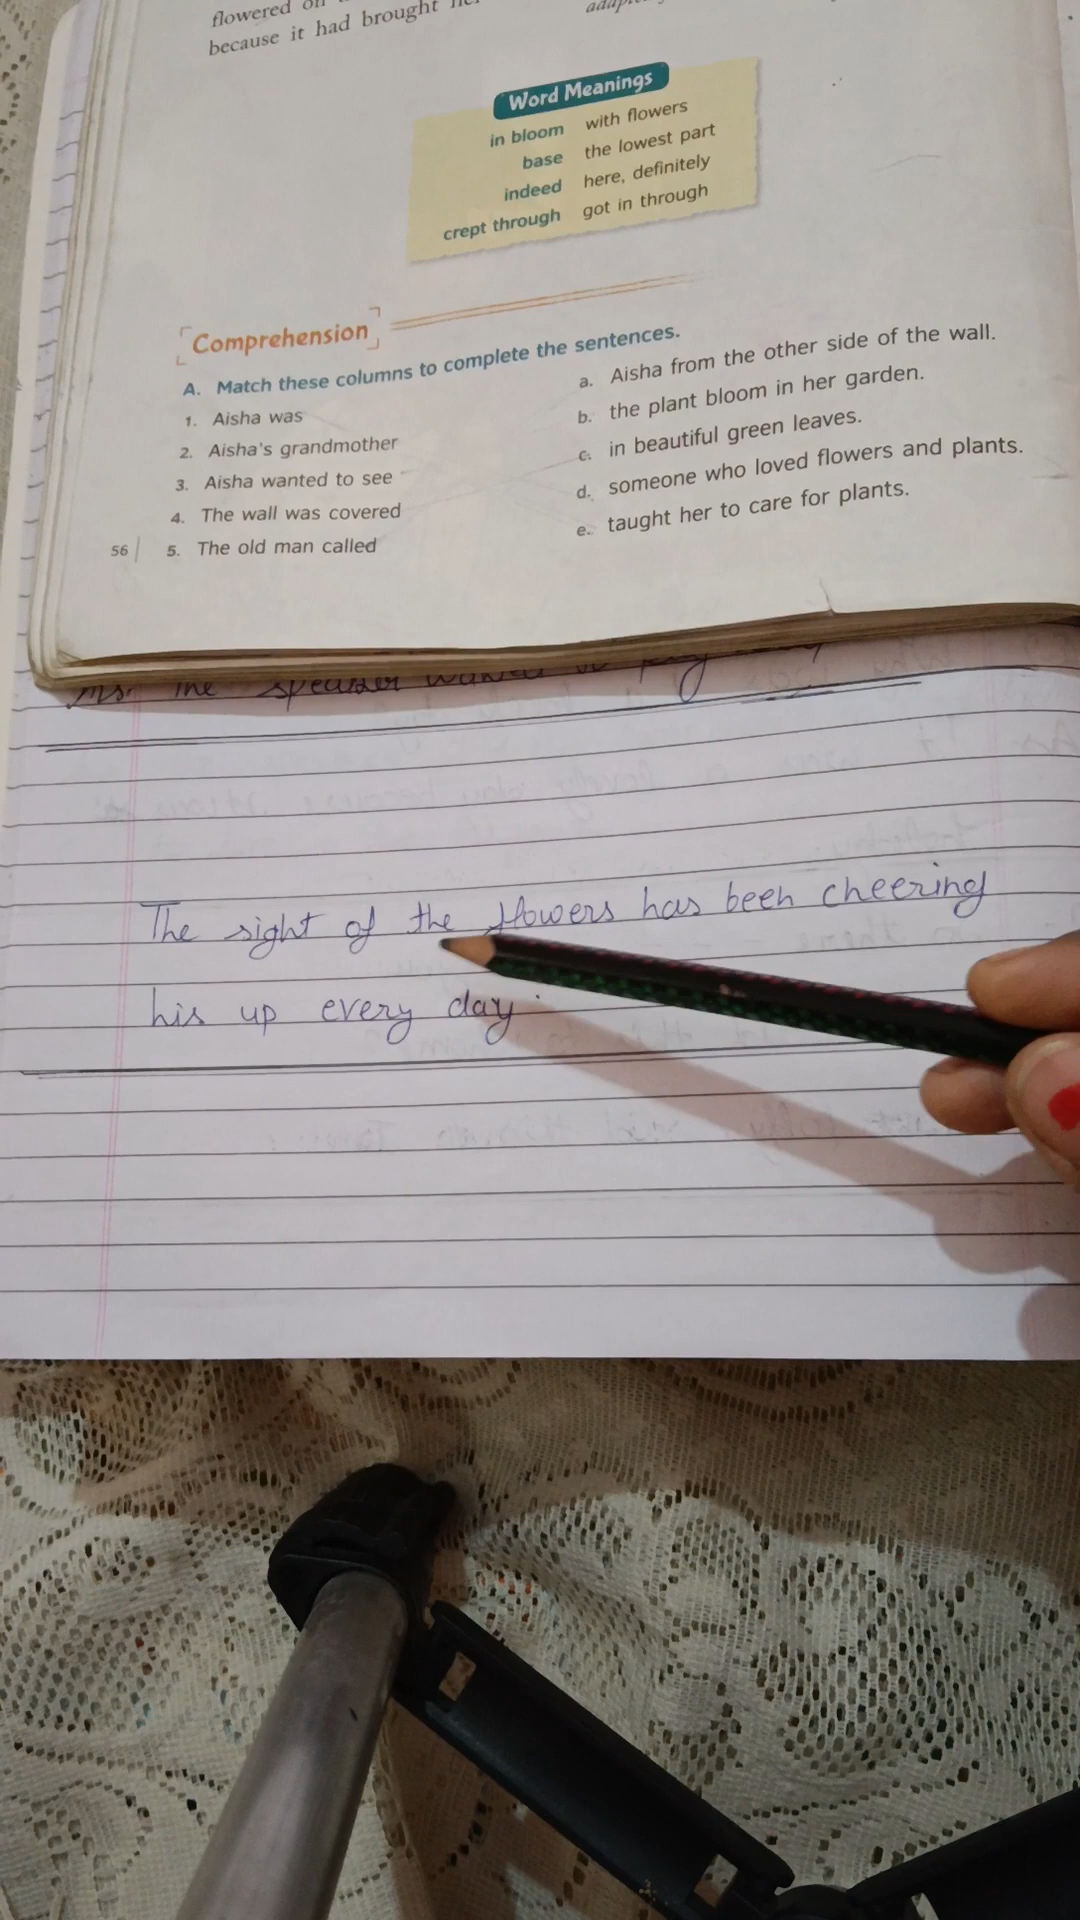 flowered
because it had brought
Word Meanings
in bloom with flowers
base the lowest part
indeed here, definitely
crept through got in through
Comprehension
A. Match these columns to complete the sentences.
1. Aisha was
2. Aisha's grandmother
3. Aisha wanted to see
4. The wall was covered
5. The old man called
a. Aisha from the other side of the wall.
b. the plant bloom in her garden.
c. in beautiful green leaves.
d. someone who loved flowers and plants.
e. taught her to care for plants.
56
The speaker
The sight of the flowers has been cheering
his up every day.